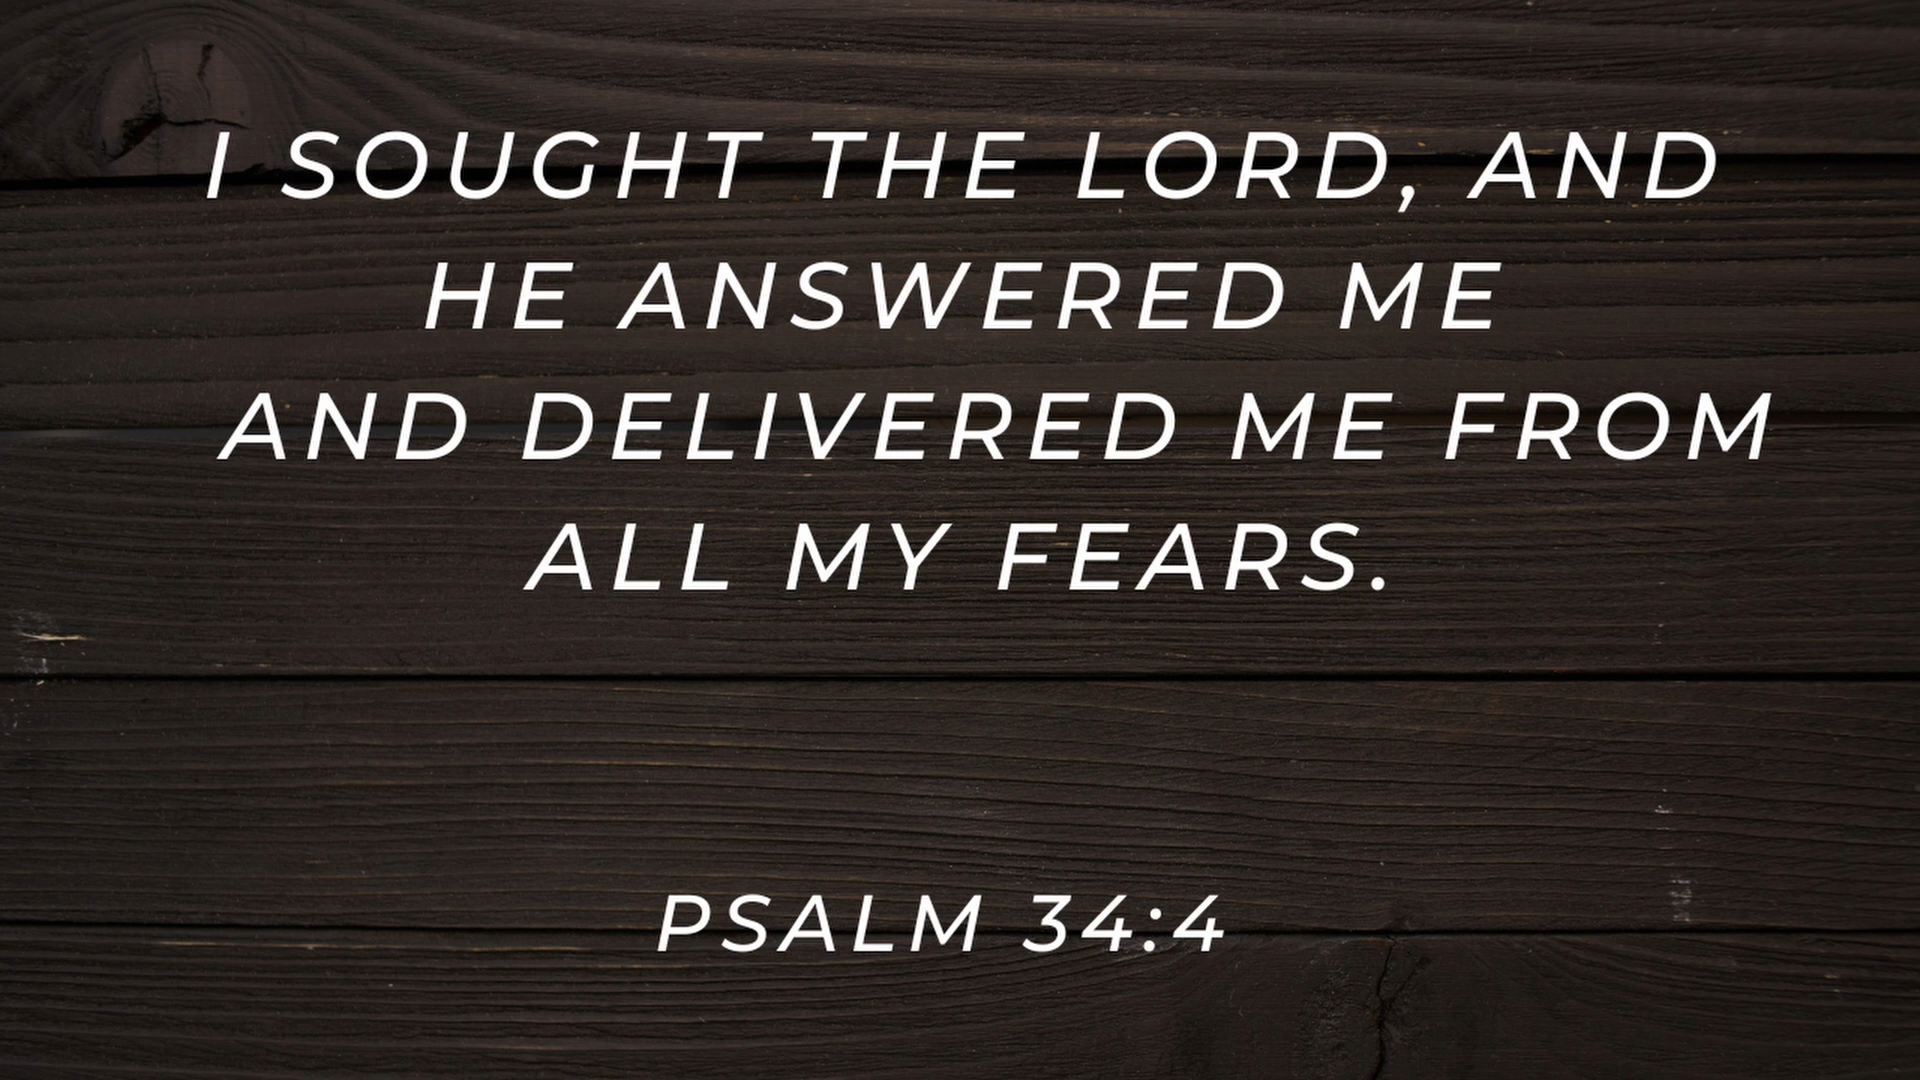 I SOUGHT THE LORD, AND
HE ANSWERED ME
AND DELIVERED ME FROM
ALL MY FEARS.
PSALM 34:4